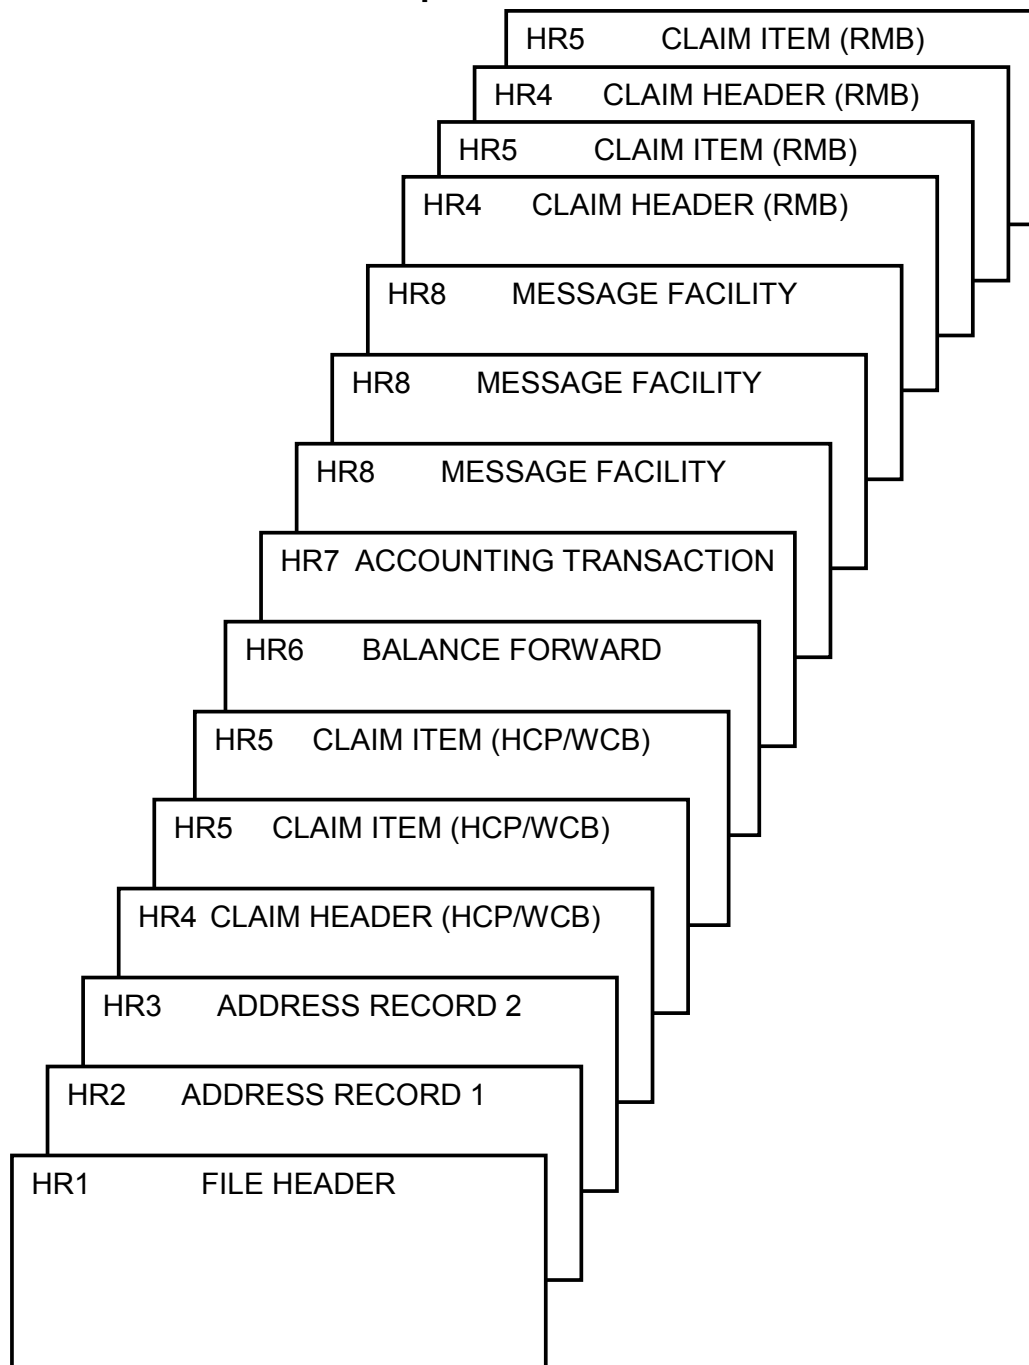 HR5 CLAIM ITEM (RMB)
HR4 CLAIM HEADER (RMB)
HR5 CLAIM ITEM (RMB)
HR4 CLAIM HEADER (RMB)
HR8 MESSAGE FACILITY
HR8 MESSAGE FACILITY
HR8 MESSAGE FACILITY
HR7 ACCOUNTING TRANSACTION
HR6 BALANCE FORWARD
HR5 CLAIM ITEM (HCP/WCB)
HR5 CLAIM ITEM (HCP/WCB)
HR4 CLAIM HEADER (HCP/WCB)
HR3 ADDRESS RECORD 2
HR2 ADDRESS RECORD 1
HR1 FILE HEADER